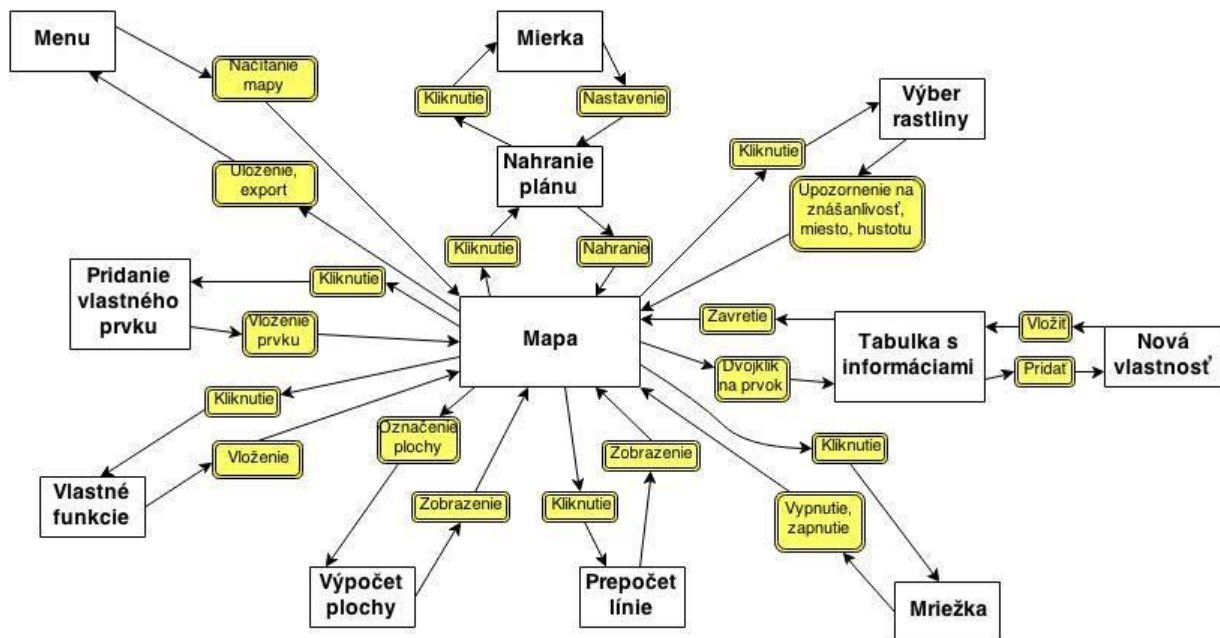 Menu
Načítanie
mapy
Uloženie,
export
Mierka
Kliknutie
Nastavenie
Nahranie
plánu
Kliknutie
Nahranie
Výber
rastliny
Kliknutie
Upozornenie na
znášanlivosť,
miesto, hustotu
Pridanie
vlastného
prvku
Kliknutie
Vloženie
prvku
Mapa
Zavretie
Dvojklik
na prvok
Tabulka s
informáciami
Vložiť
Pridať
Nová
vlastnosť
Kliknutie
Vloženie
Vlastné
funkcie
Označenie
plochy
Zobrazenie
Výpočet
plochy
Kliknutie
Zobrazenie
Prepočet
línie
Kliknutie
Vypnutie,
zapnutie
Mriežka